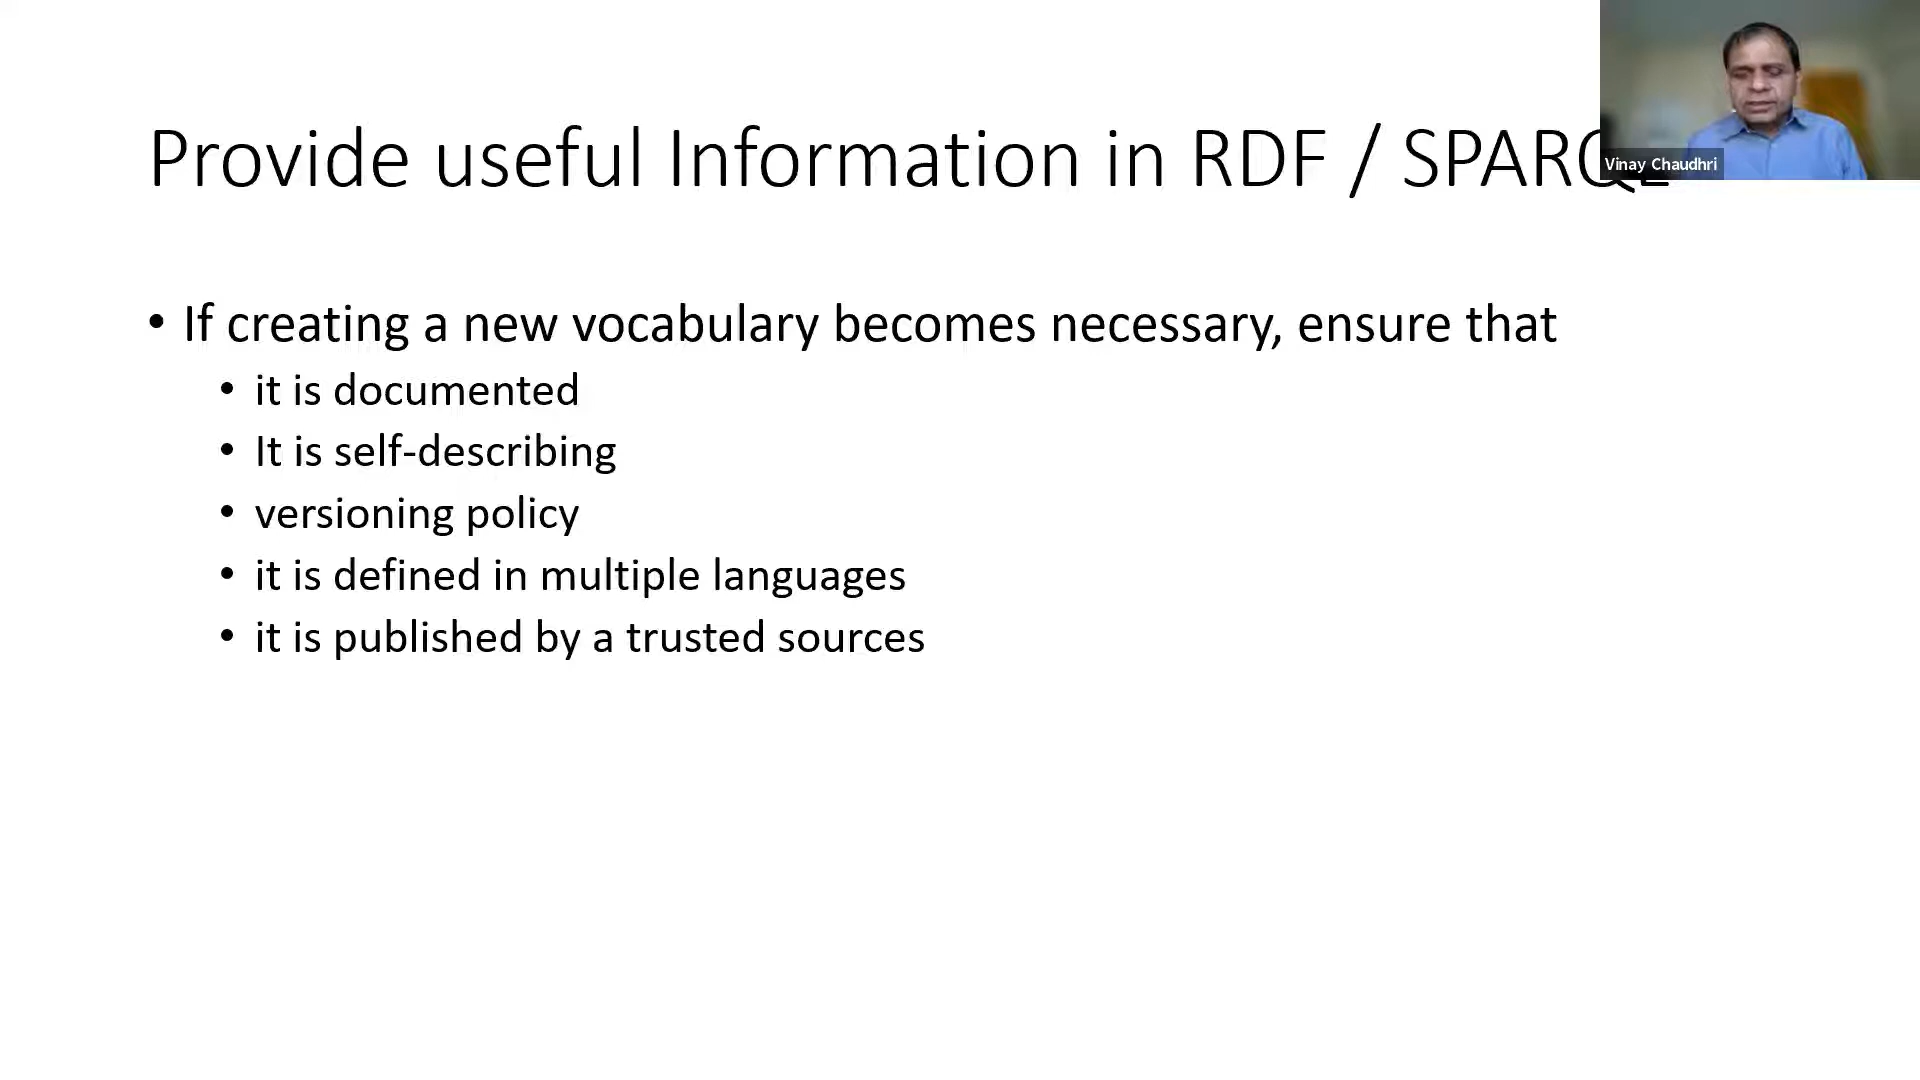 Provide useful Information in RDF / SPARQL
Vinay Chaudhri
• If creating a new vocabulary becomes necessary, ensure that
• it is documented
• It is self-describing
• versioning policy
• it is defined in multiple languages
• it is published by a trusted sources